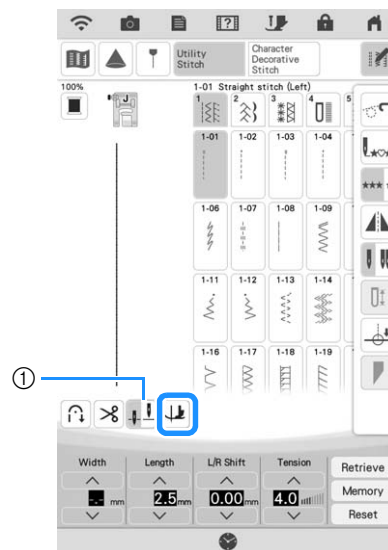 Utility
Stitch
Character
Decorative
Stitch
100%
J
1-01 Straight stitch (Left)
1 2 3 4 5
1-01 1-02 1-03 1-04
1-06 1-07 1-08 1-09
1-11 1-12 1-13 1-14
1-16 1-17 1-18 1-19
①
Width Length L/R Shift Tension
Retrieve
-.- mm 2.5 mm 0.00 mm 4.0
Memory
Reset